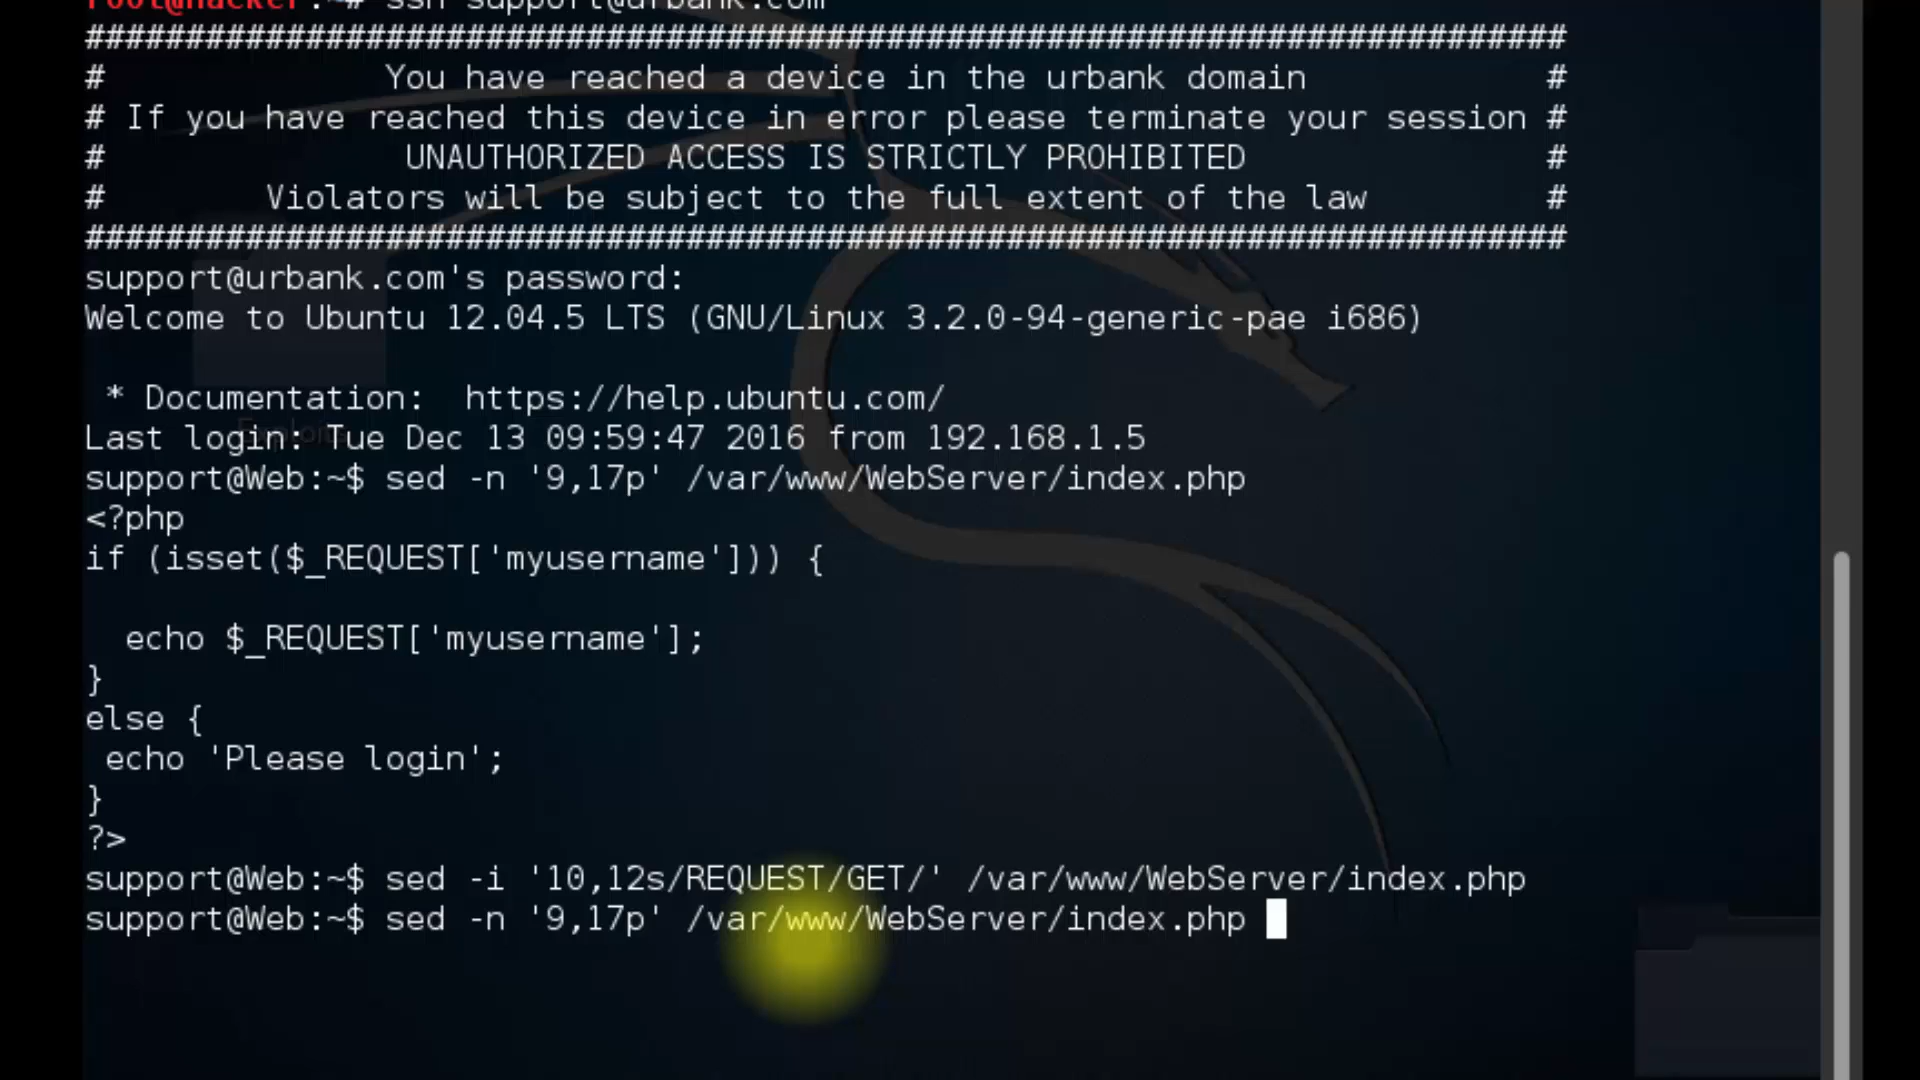 root@hacker:~# ssh support@urbank.com
##########################################################################
# You have reached a device in the urbank domain #
# If you have reached this device in error please terminate your session #
# UNAUTHORIZED ACCESS IS STRICTLY PROHIBITED #
# Violators will be subject to the full extent of the law #
##########################################################################
support@urbank.com's password:
Welcome to Ubuntu 12.04.5 LTS (GNU/Linux 3.2.0-94-generic-pae i686)
* Documentation: https://help.ubuntu.com/
Last login: Tue Dec 13 09:59:47 2016 from 192.168.1.5
support@Web:~$ sed -n '9,17p' /var/www/WebServer/index.php
<?php
if (isset($_REQUEST['myusername'])) {
echo $_REQUEST['myusername'];
}
else {
echo 'Please login';
}
?>
support@Web:~$ sed -i '10,12s/REQUEST/GET/' /var/www/WebServer/index.php
support@Web:~$ sed -n '9,17p' /var/www/WebServer/index.php